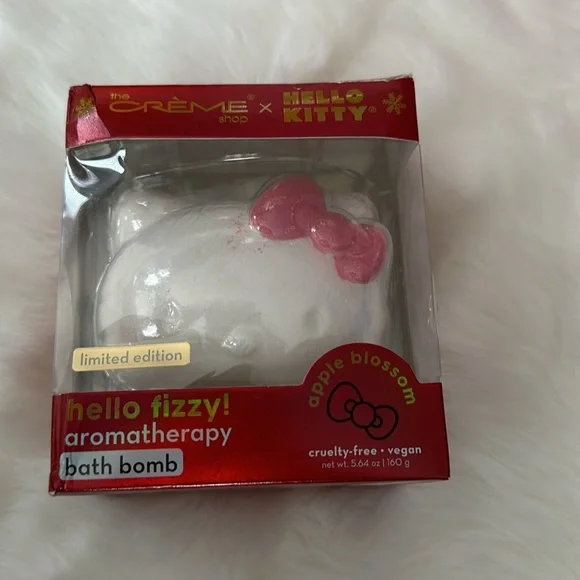 the
CRÈME® x HELLO
shop KITTY®
limited edition
apple blossom
hello fizzy!
aromatherapy
bath bomb
cruelty-free • vegan
net wt. 5.64 oz | 160 g